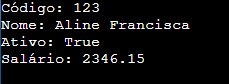 Código: 123
Nome: Aline Francisca
Ativo: True
Salário: 2346.15